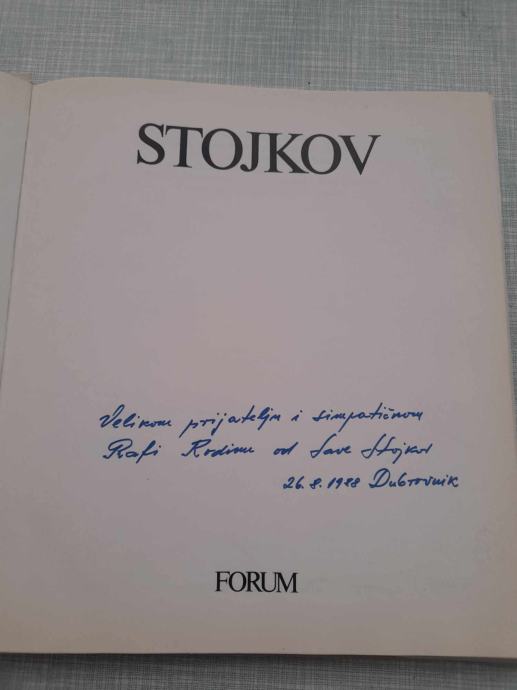 STOJKOV
Velikom prijatelju i simpatičnom
Rafi Rodinu od Save Stojkov
26.8.1988 Dubrovnik
FORUM